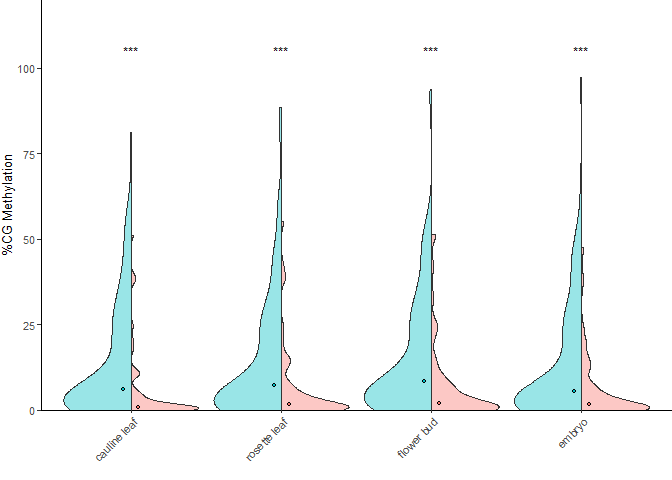 *** *** *** ***
100
75
50
25
0
%CG Methylation
cauline leaf
rosette leaf
flower bud
embryo